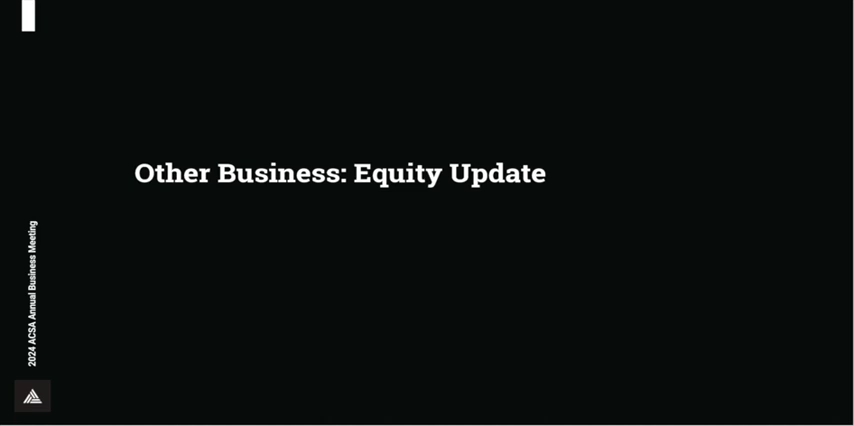 Other Business: Equity Update
2024 ACSA Annual Business Meeting